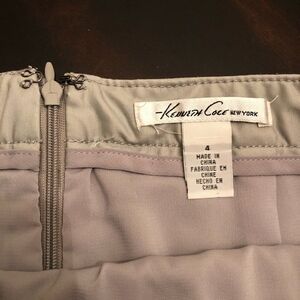 Kenneth Cole NEW YORK
4
MADE IN
CHINA
FABRIQUE EN
CHINE
HECHO EN
CHINA